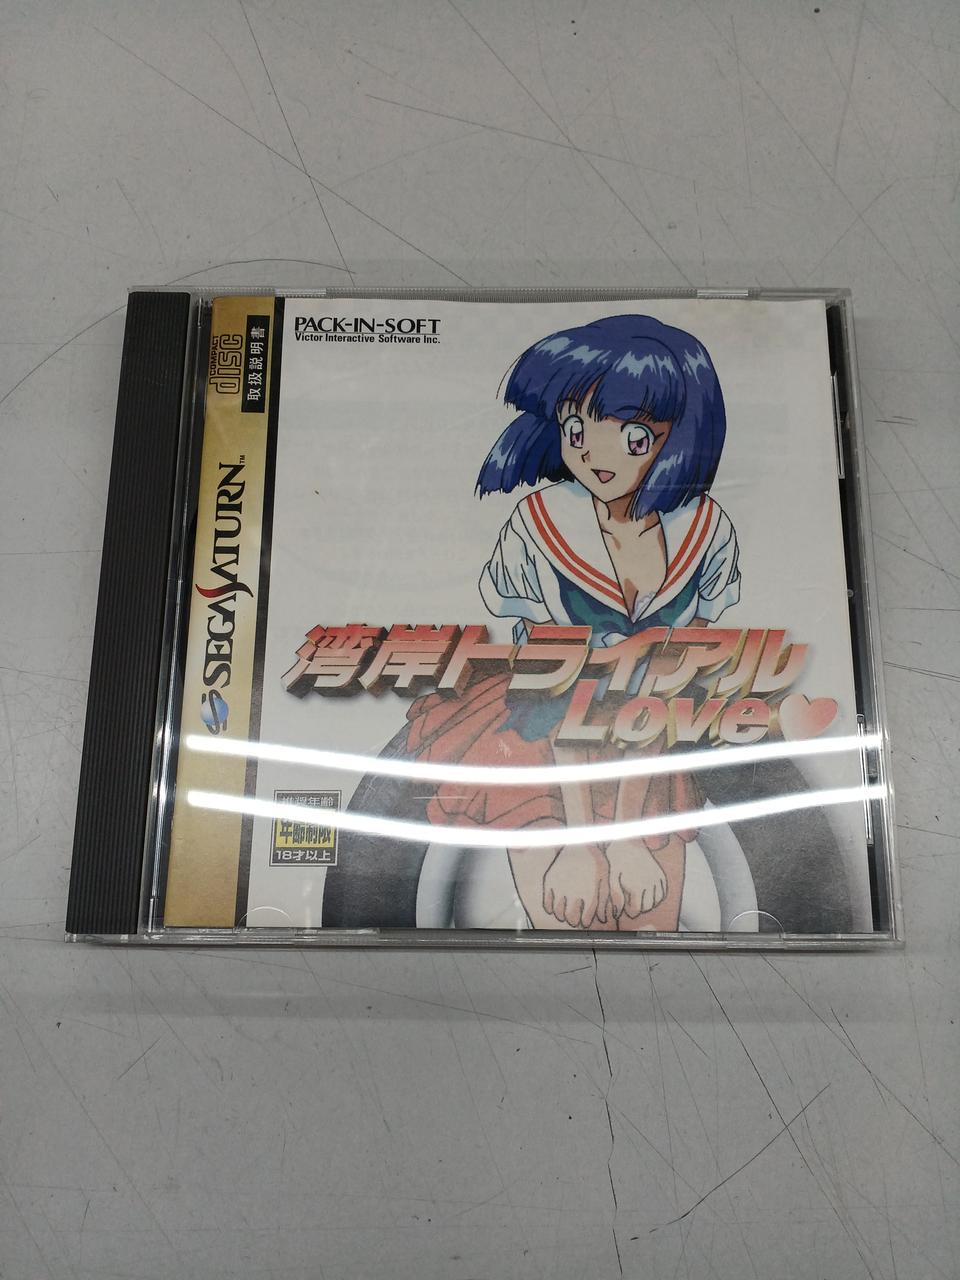 PACK-IN-SOFT
Victor Interactive Software Inc.
COMPACT
disc
取扱説明書
SEGA SATURN™
湾岸トライアル
Love♥
推奨年齢
年齢制限
18才以上